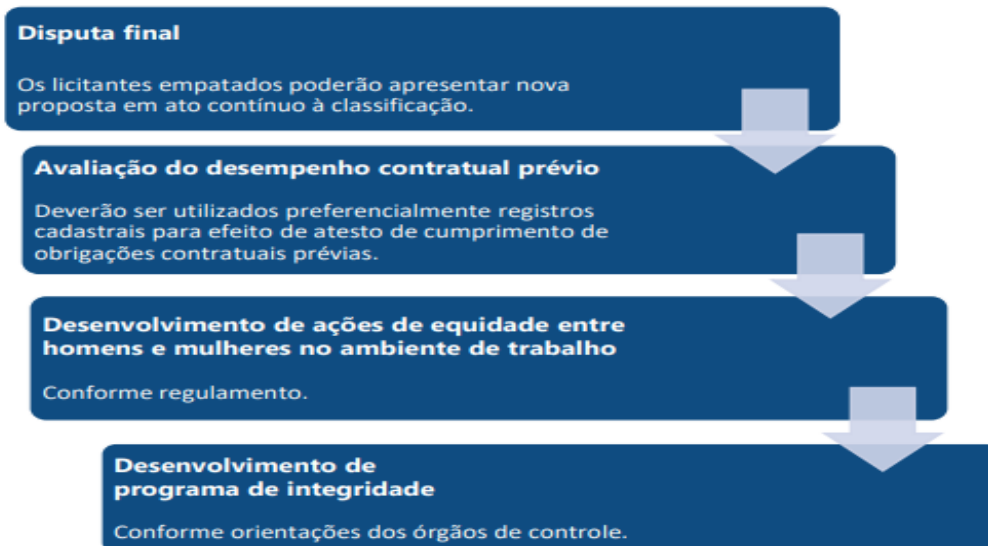 Disputa final
Os licitantes empatados poderão apresentar nova
proposta em ato contínuo à classificação.
Avaliação do desempenho contratual prévio
Deverão ser utilizados preferencialmente registros
cadastrais para efeito de atesto de cumprimento de
obrigações contratuais prévias.
Desenvolvimento de ações de equidade entre
homens e mulheres no ambiente de trabalho
Conforme regulamento.
Desenvolvimento de
programa de integridade
Conforme orientações dos órgãos de controle.